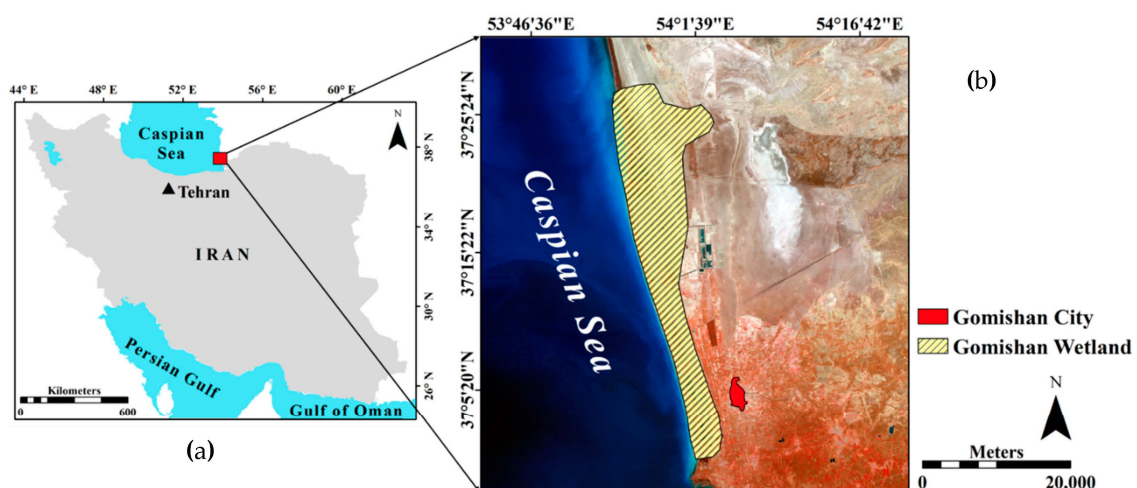 44°E 48°E 52°E 56°E 60°E
N
38°N
34°N
30°N
26°N
Caspian
Sea
Tehran
IRAN
Persian Gulf
Gulf of Oman
Kilometers
0 600
(a)
53°46'36"E 54°1'39"E 54°16'42"E
37°25'24"N
37°15'22"N
37°5'20"N
Caspian Sea
(b)
Gomishan City
Gomishan Wetland
N
Meters
0 20,000